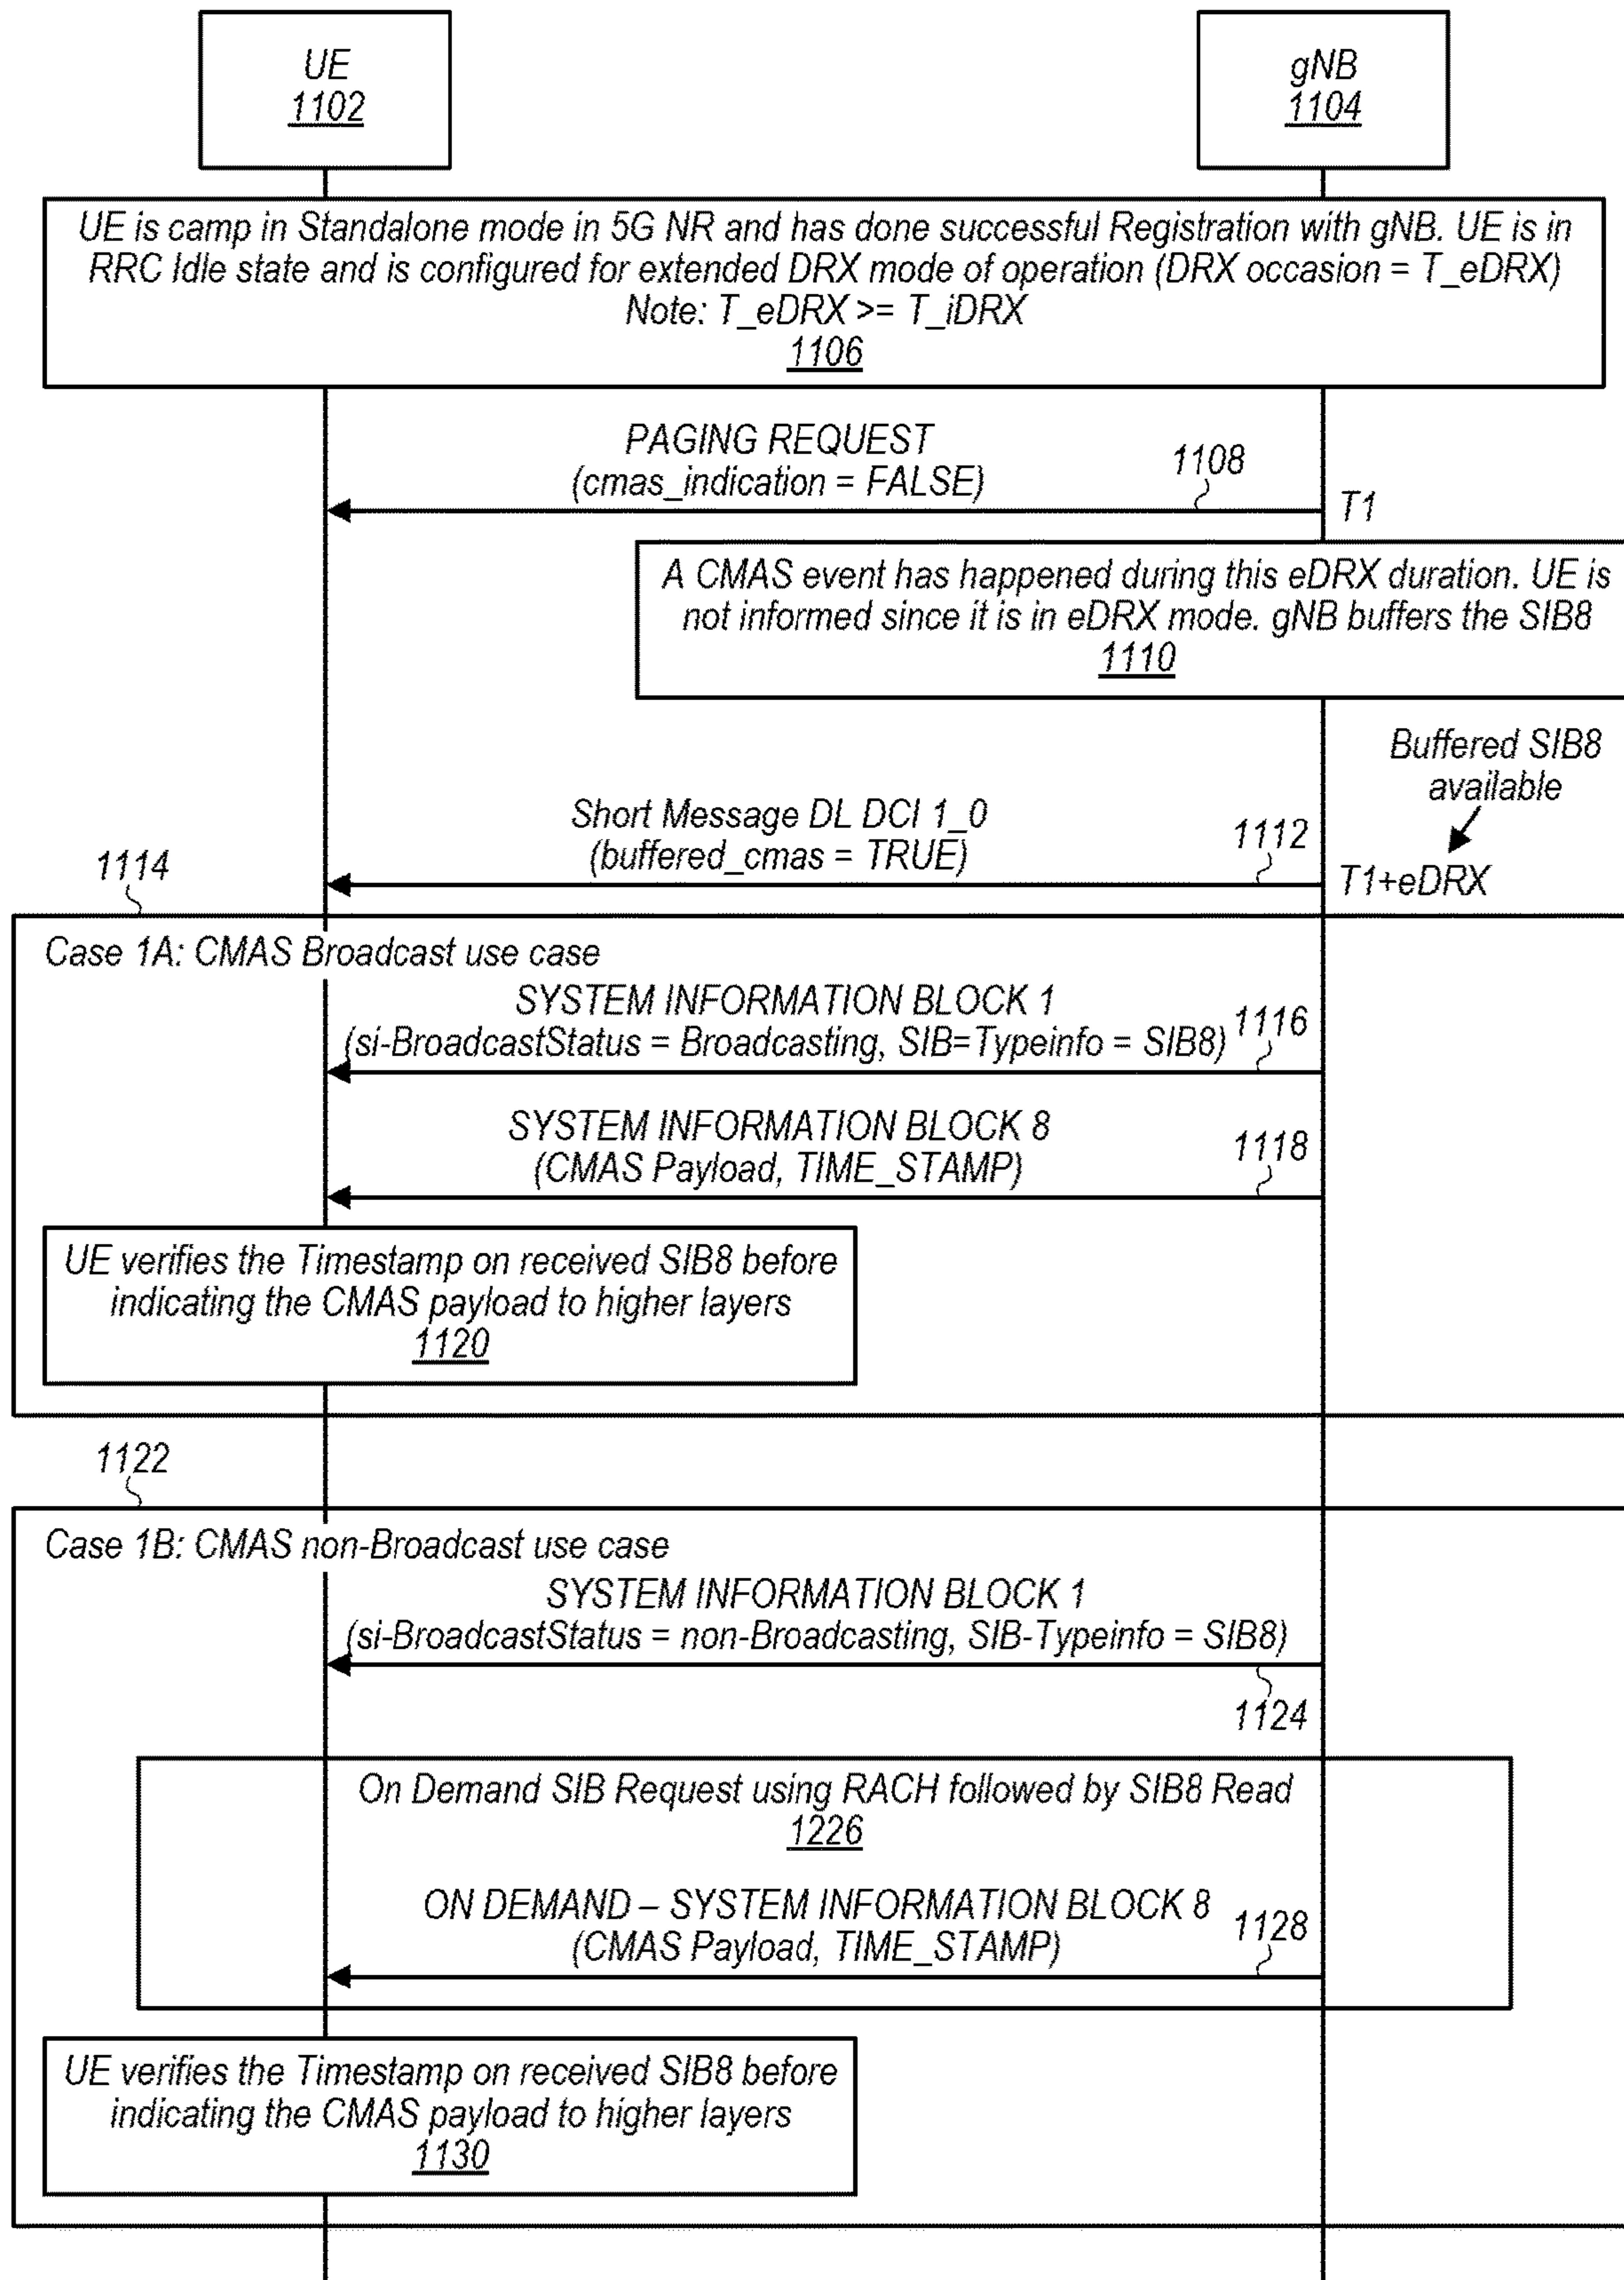 UE
1102
gNB
1104
UE is camp in Standalone mode in 5G NR and has done successful Registration with gNB. UE is in
RRC Idle state and is configured for extended DRX mode of operation (DRX occasion = T_eDRX)
Note: T_eDRX >= T_iDRX
1106
PAGING REQUEST
(cmas_indication = FALSE)
1108
T1
A CMAS event has happened during this eDRX duration. UE is
not informed since it is in eDRX mode. gNB buffers the SIB8
1110
Buffered SIB8
available
Short Message DL DCI 1_0
(buffered_cmas = TRUE)
1112
T1+eDRX
1114
Case 1A: CMAS Broadcast use case
SYSTEM INFORMATION BLOCK 1
(si-BroadcastStatus = Broadcasting, SIB=Typeinfo = SIB8)
1116
SYSTEM INFORMATION BLOCK 8
(CMAS Payload, TIME_STAMP)
1118
UE verifies the Timestamp on received SIB8 before
indicating the CMAS payload to higher layers
1120
1122
Case 1B: CMAS non-Broadcast use case
SYSTEM INFORMATION BLOCK 1
(si-BroadcastStatus = non-Broadcasting, SIB-Typeinfo = SIB8)
1124
On Demand SIB Request using RACH followed by SIB8 Read
1226
ON DEMAND – SYSTEM INFORMATION BLOCK 8
(CMAS Payload, TIME_STAMP)
1128
UE verifies the Timestamp on received SIB8 before
indicating the CMAS payload to higher layers
1130